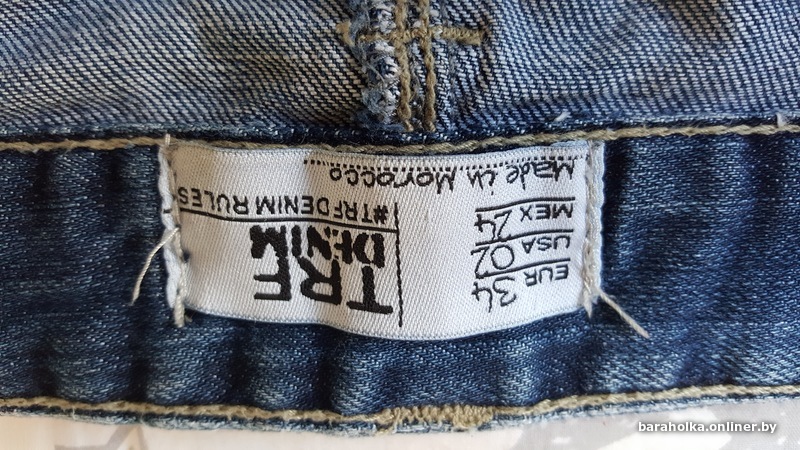 TRF
DENIM
#TRFDENIM RULES
EUR 34
USA 02
MEX 24
Made in Morocco
baraholka.onliner.by